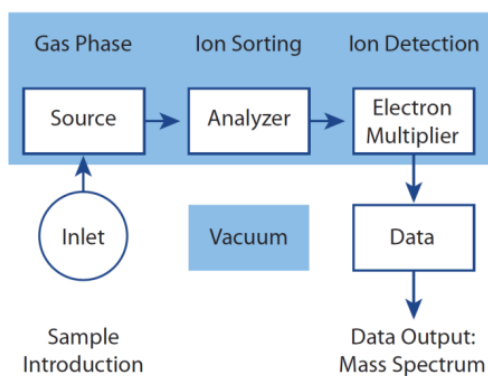 Gas Phase
Ion Sorting
Ion Detection
Source
Analyzer
Electron
Multiplier
Inlet
Vacuum
Data
Sample
Introduction
Data Output:
Mass Spectrum